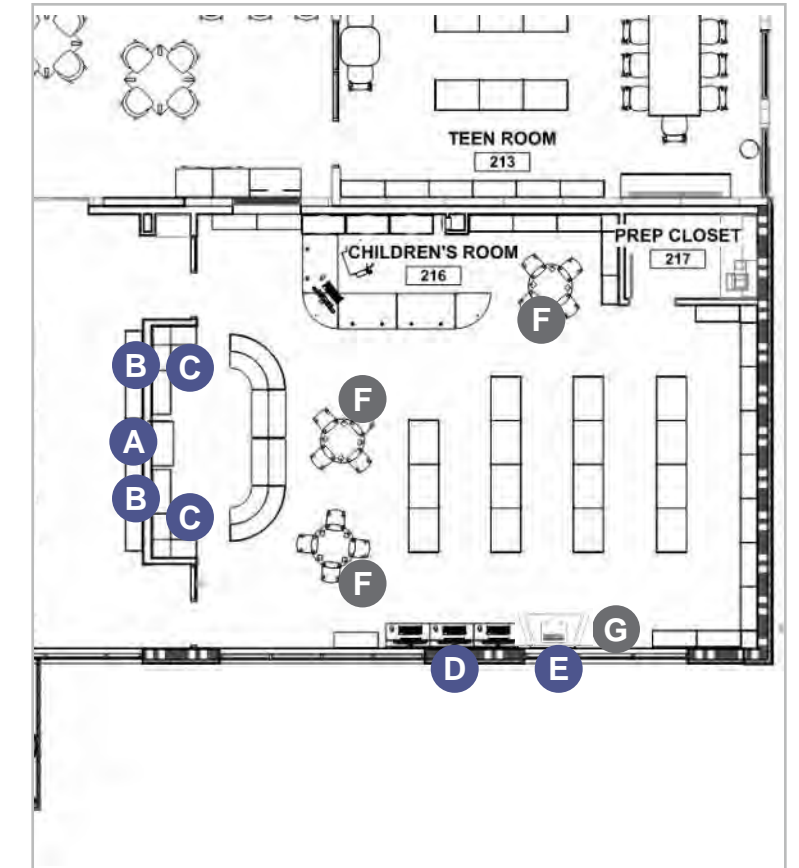 TEEN ROOM
213
CHILDREN'S ROOM
216
PREP CLOSET
217
F
B
C
F
A
B
C
F
G
D
E